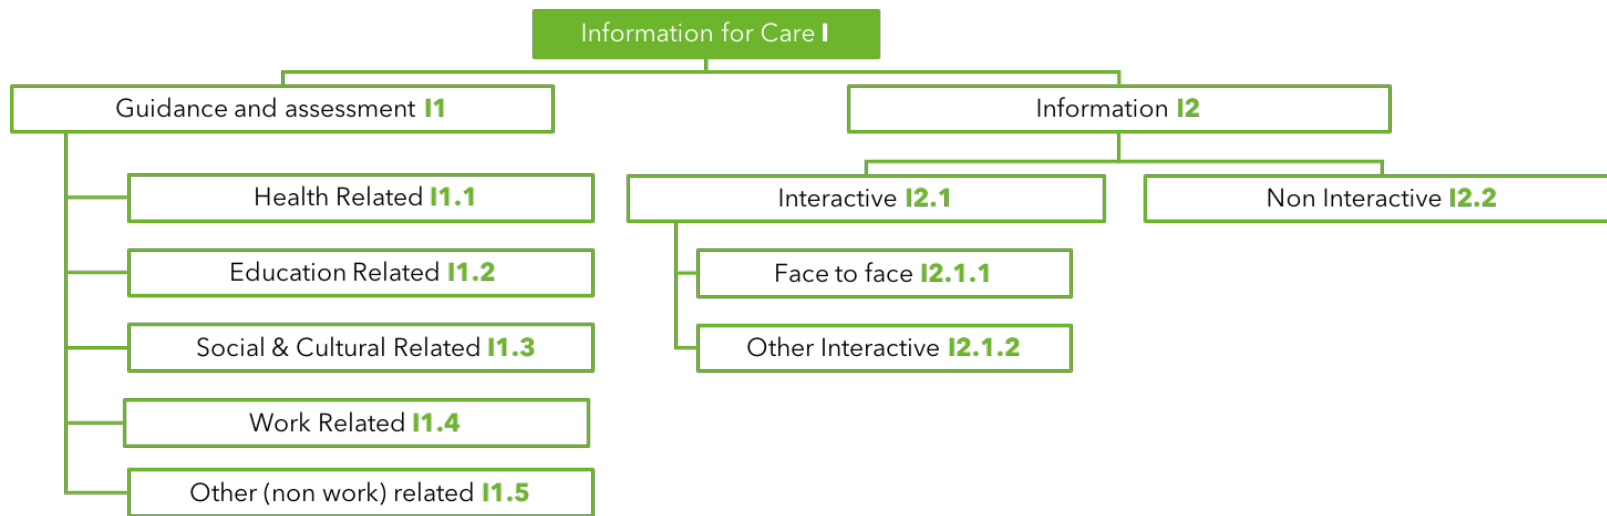 Information for Care I
Guidance and assessment I1
Information I2
Health Related I1.1
Interactive I2.1
Non Interactive I2.2
Education Related I1.2
Face to face I2.1.1
Social & Cultural Related I1.3
Other Interactive I2.1.2
Work Related I1.4
Other (non work) related I1.5